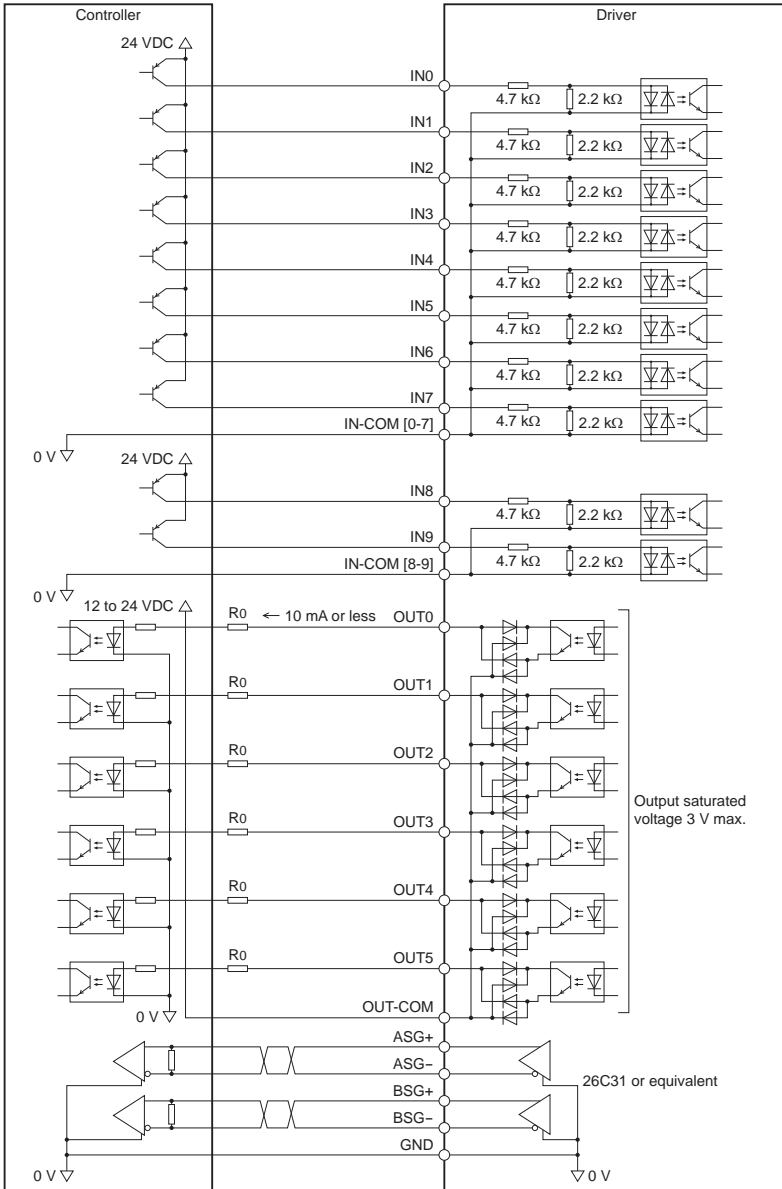 Controller
Driver
24 VDC
IN0
4.7 kΩ
2.2 kΩ
IN1
4.7 kΩ
2.2 kΩ
IN2
4.7 kΩ
2.2 kΩ
IN3
4.7 kΩ
2.2 kΩ
IN4
4.7 kΩ
2.2 kΩ
IN5
4.7 kΩ
2.2 kΩ
IN6
4.7 kΩ
2.2 kΩ
IN7
4.7 kΩ
2.2 kΩ
IN-COM [0-7]
0 V
24 VDC
IN8
4.7 kΩ
2.2 kΩ
IN9
4.7 kΩ
2.2 kΩ
IN-COM [8-9]
0 V
12 to 24 VDC
R0
← 10 mA or less
OUT0
R0
OUT1
R0
OUT2
R0
OUT3
Output saturated
voltage 3 V max.
R0
OUT4
R0
OUT5
0 V
OUT-COM
ASG+
ASG−
26C31 or equivalent
BSG+
BSG−
GND
0 V
0 V